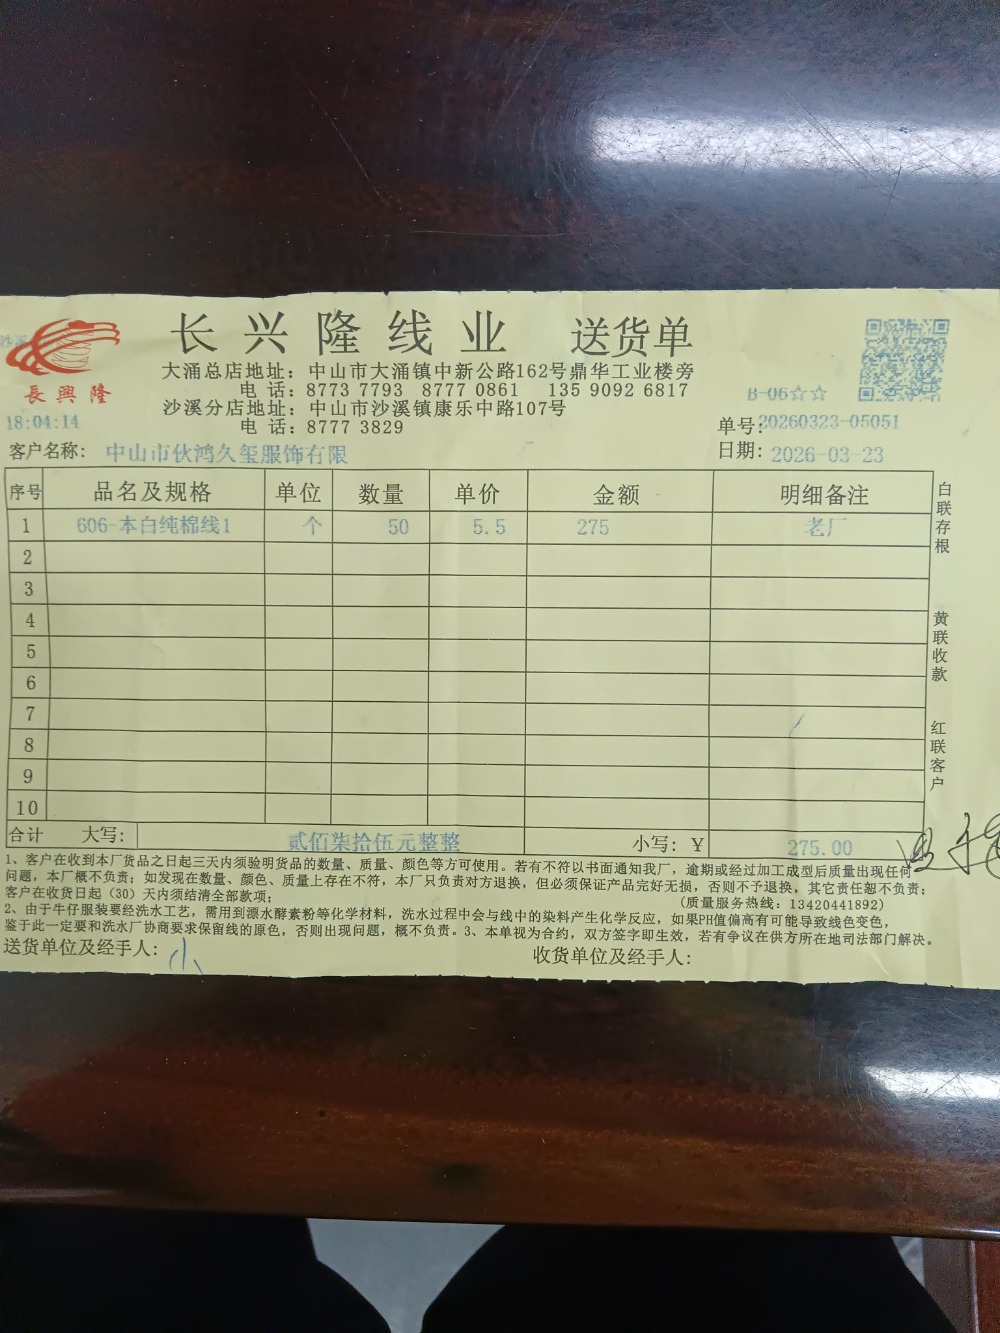 长兴隆线业 送货单
長興隆
大涌总店地址：中山市大涌镇中新公路162号鼎华工业楼旁
电 话：8773 7793 8777 0861 135 9092 6817
沙溪分店地址：中山市沙溪镇康乐中路107号
电 话：8777 3829
B-06☆☆
18:04:14
单号：20260323-05051
客户名称： 中山市伙鸿久玺服饰有限
日期：2026-03-23
序号 品名及规格 单位 数量 单价 金额 明细备注
1 606-本白纯棉线1 个 50 5.5 275 老厂
2
3
4
5
6
7
8
9
10
合计 大写： 贰佰柒拾伍元整整 小写：￥ 275.00
白联存根
黄联收款
红联客户
1、客户在收到本厂货品之日起三天内须验明货品的数量、质量、颜色等方可使用。若有不符以书面通知我厂，逾期或经过加工成型后质量出现任何
问题，本厂概不负责；如发现在数量、颜色、质量上存在不符，本厂只负责对方退换，但必须保证产品完好无损，否则不予退换，其它责任恕不负责；
客户在收货日起（30）天内须结清全部款项； （质量服务热线：13420441892）
2、由于牛仔服装要经洗水工艺，需用到漂水酵素粉等化学材料，洗水过程中会与线中的染料产生化学反应，如果PH值偏高有可能导致线色变色，
鉴于此一定要和洗水厂协商要求保留线的原色，否则出现问题，概不负责。3、本单视为合约，双方签字即生效，若有争议在供方所在地司法部门解决。
送货单位及经手人： 小
收货单位及经手人：